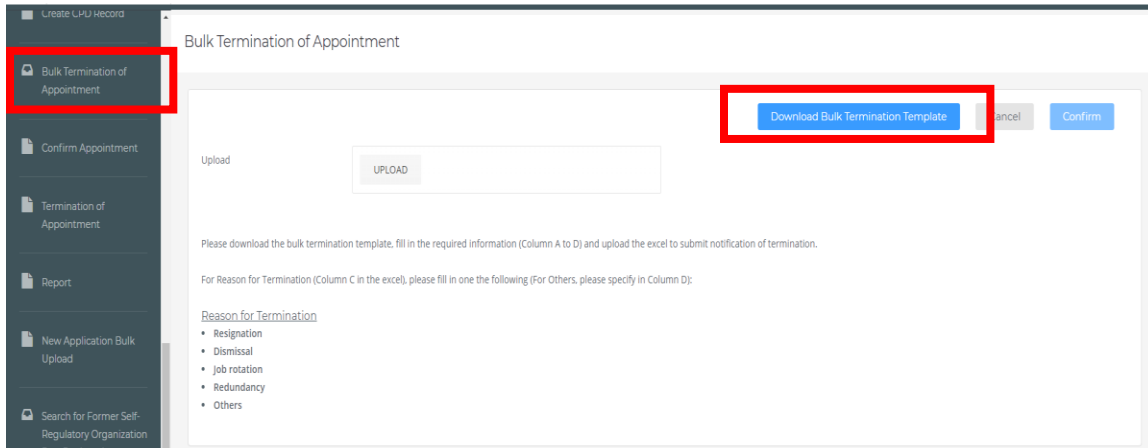 Create CPD Record
Bulk Termination of
Appointment
Confirm Appointment
Termination of
Appointment
Report
New Application Bulk
Upload
Search for Former Self-
Regulatory Organization
Bulk Termination of Appointment
Download Bulk Termination Template
Cancel
Confirm
Upload
UPLOAD
Please download the bulk termination template, fill in the required information (Column A to D) and upload the excel to submit notification of termination.
For Reason for Termination (Column C in the excel), please fill in one the following (For Others, please specify in Column D):
Reason for Termination
• Resignation
• Dismissal
• Job rotation
• Redundancy
• Others